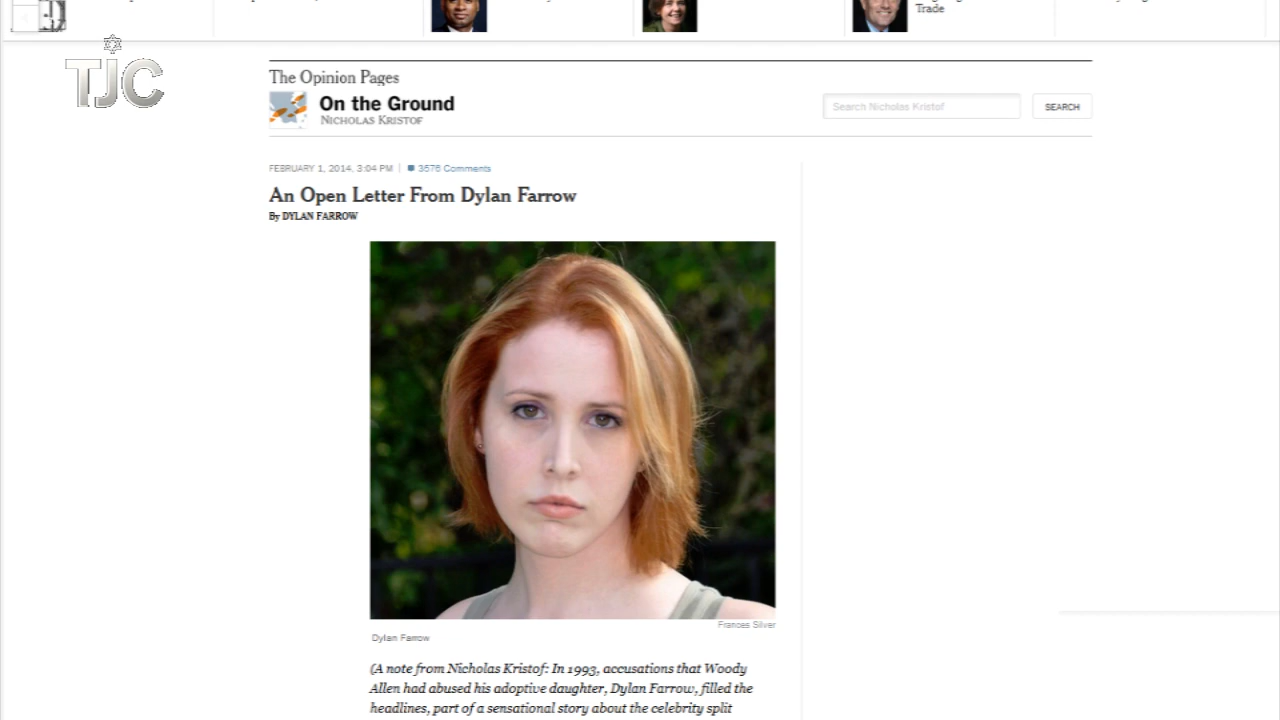 Trade
TJC
The Opinion Pages
On the Ground
NICHOLAS KRISTOF
Search Nicholas Kristof
SEARCH
FEBRUARY 1, 2014, 3:04 PM
3576 Comments
An Open Letter From Dylan Farrow
By DYLAN FARROW
Frances Silver
Dylan Farrow
(A note from Nicholas Kristof: In 1993, accusations that Woody
Allen had abused his adoptive daughter, Dylan Farrow, filled the
headlines, part of a sensational story about the celebrity split